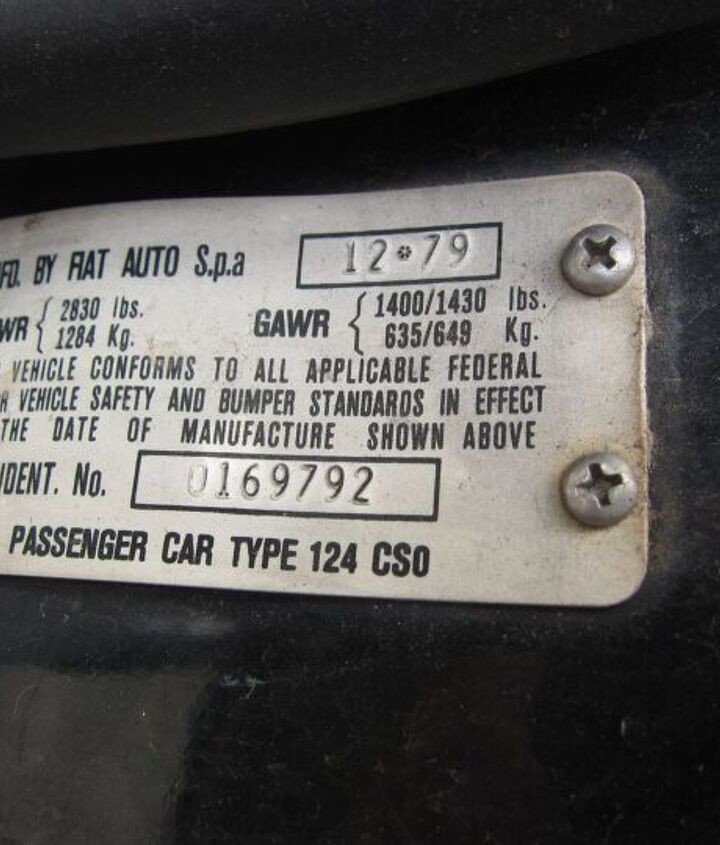 FD. BY FIAT AUTO S.p.a 12*79
WR { 2830 lbs. 1284 Kg. GAWR { 1400/1430 lbs. 635/649 Kg.
VEHICLE CONFORMS TO ALL APPLICABLE FEDERAL
R VEHICLE SAFETY AND BUMPER STANDARDS IN EFFECT
THE DATE OF MANUFACTURE SHOWN ABOVE
IDENT. No. 0169792
PASSENGER CAR TYPE 124 CS0